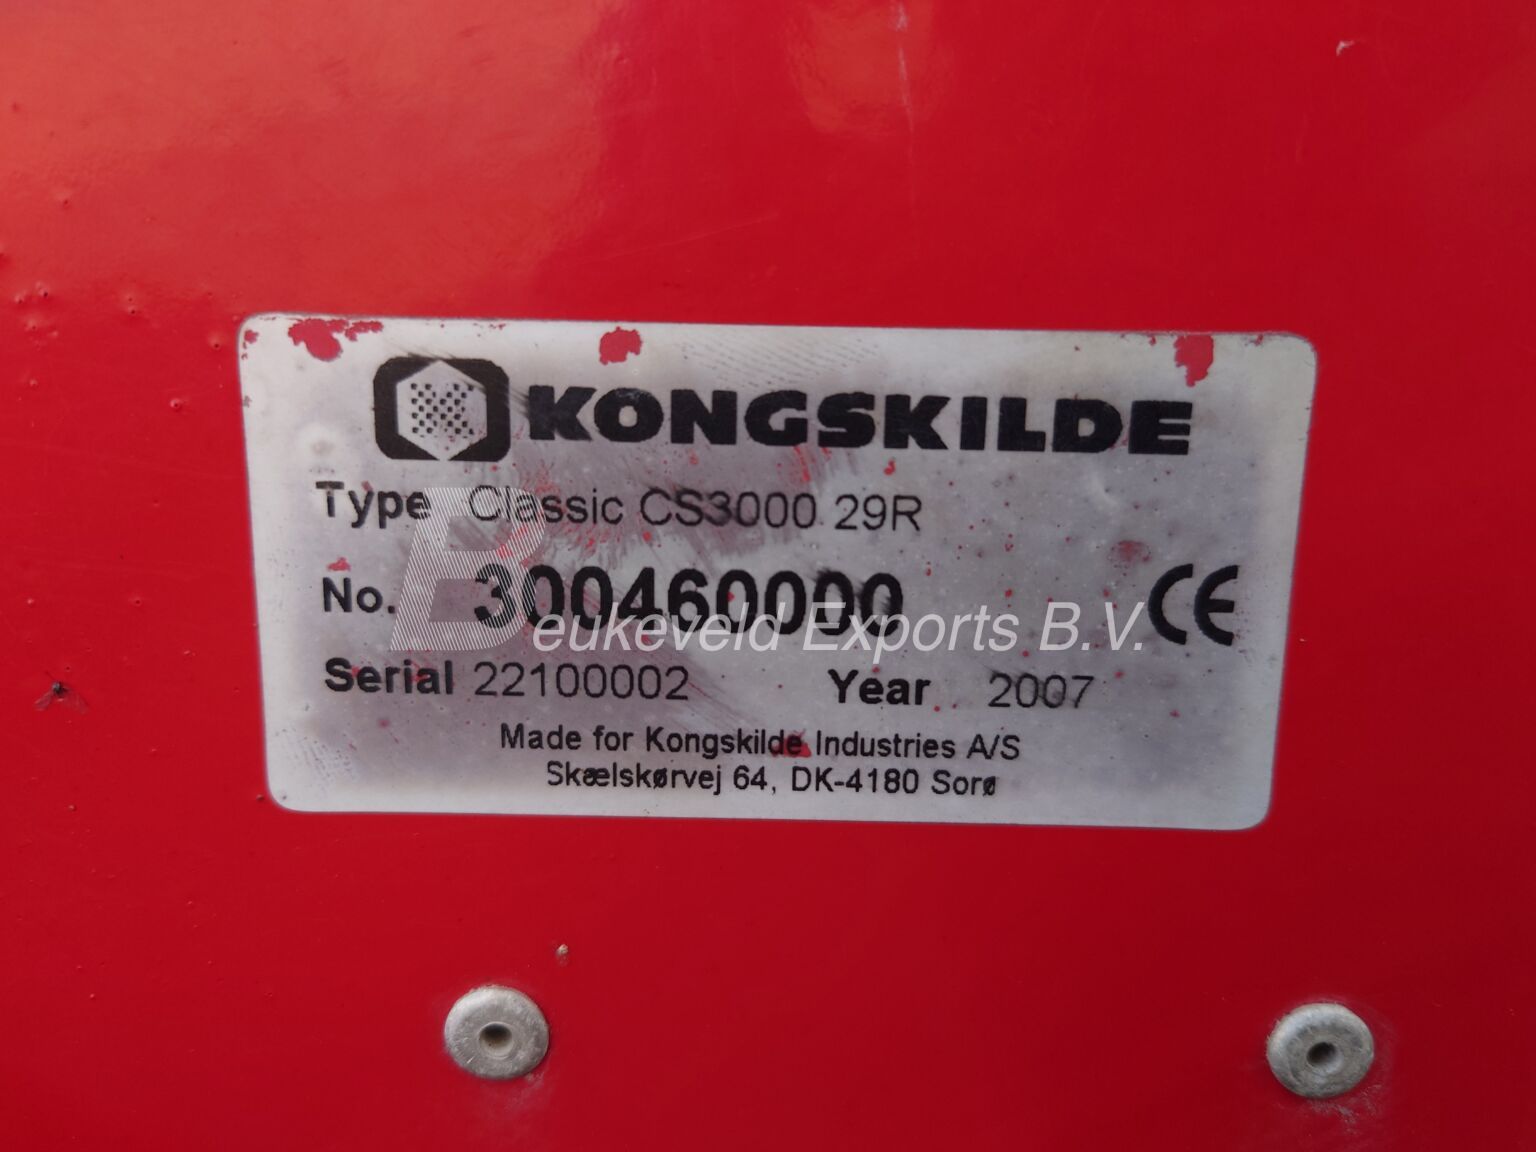 KONGSKILDE
Type Classic CS3000 29R
No. 300460000
CE
Beukeveld Exports B.V.
Serial 22100002 Year 2007
Made for Kongskilde Industries A/S
Skælskørvej 64, DK-4180 Sorø